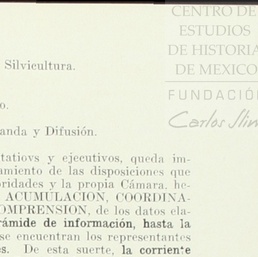 CENTRO DE
ESTUDIOS
DE HISTORIA
DE MEXICO
FUNDACIÓN
Carlos Slim
Silvicultura.
o.
anda y Difusión.
tatiovs y ejecutivos, queda im-
amiento de las disposiciones que
oridades y la propia Cámara, he-
ACUMULACION, COORDINA-
OMPRENSION, de los datos ela-
rámide de información, hasta la
se encuentran los representantes
es. De esta suerte, la corriente